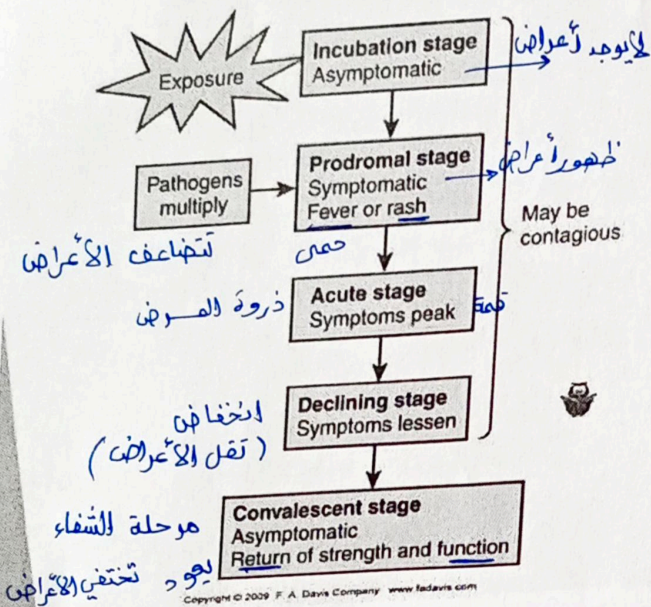 Exposure
Incubation stage
Asymptomatic
لا يوجد أعراض
Prodromal stage
Symptomatic
Fever or rash
ظهور أعراض
حمى
Pathogens
multiply
تتضاعف الأعراض
May be
contagious
Acute stage
Symptoms peak
ذروة المرض
قمة
Declining stage
Symptoms lessen
انخفاض
(تقل الأعراض)
Convalescent stage
Asymptomatic
Return of strength and function
مرحلة الشفاء
يعود
تختفي الأعراض
Copyright © 2009 F. A. Davis Company www.fadavis.com